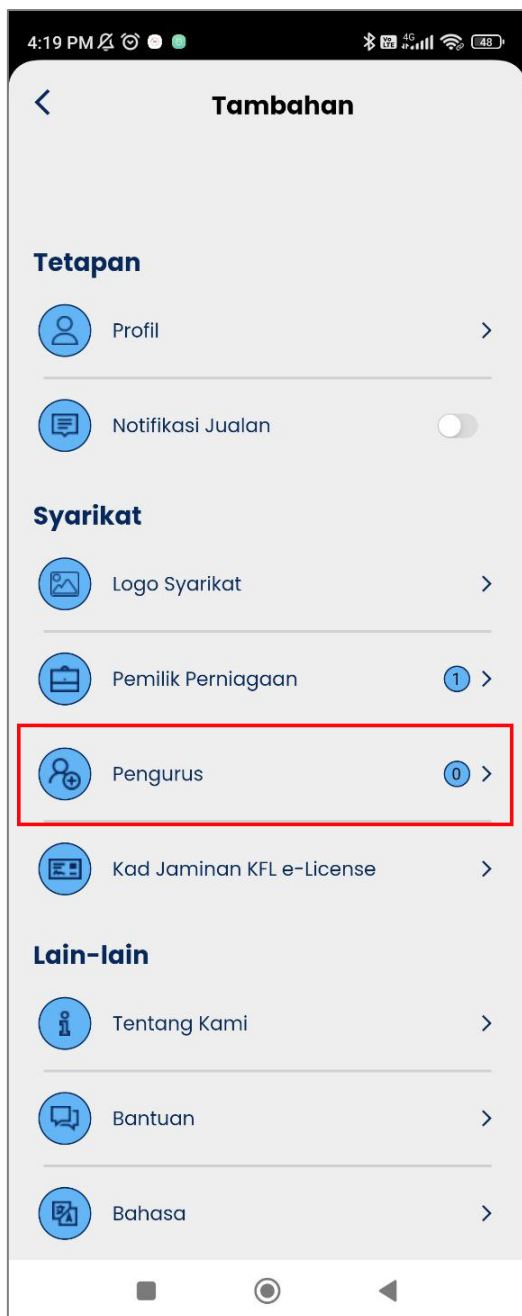 4:19 PM 4G 48
Tambahan
Tetapan
Profil
Notifikasi Jualan
Syarikat
Logo Syarikat
Pemilik Perniagaan 1
Pengurus 0
Kad Jaminan KFL e-License
Lain-lain
Tentang Kami
Bantuan
Bahasa